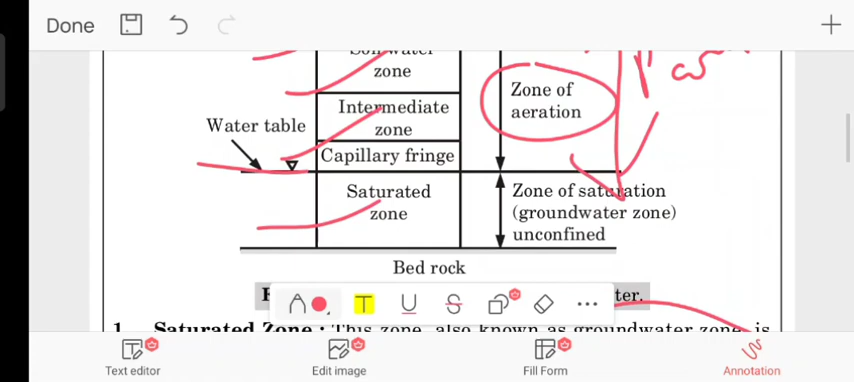 Done
Soil water
zone
Zone of
aeration
Intermediate
zone
Water table
Capillary fringe
Saturated
zone
Zone of saturation
(groundwater zone)
unconfined
Bed rock
ter.
T U S
1. Saturated Zone : This zone, also known as groundwater zone, is
Text editor
Edit image
Fill Form
Annotation